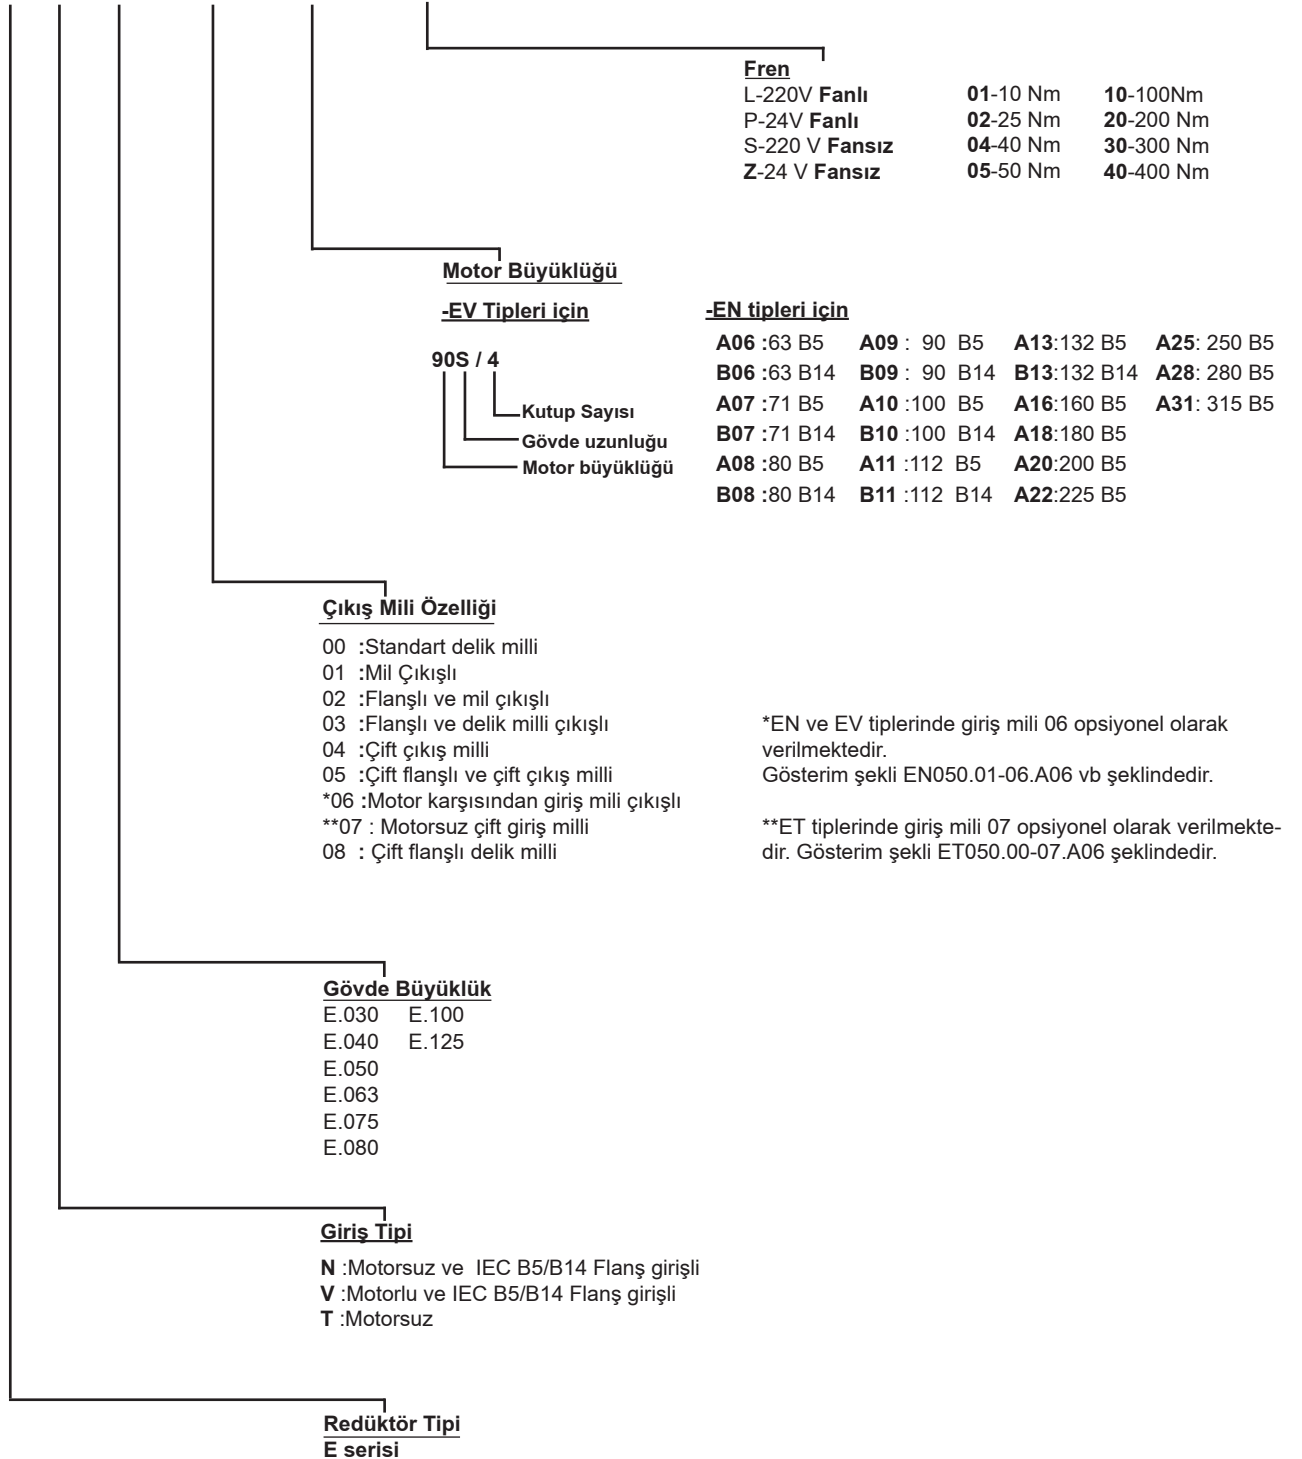 Fren
L-220V Fanlı 01-10 Nm 10-100Nm
P-24V Fanlı 02-25 Nm 20-200 Nm
S-220 V Fansız 04-40 Nm 30-300 Nm
Z-24 V Fansız 05-50 Nm 40-400 Nm
Motor Büyüklüğü
-EV Tipleri için
90S / 4
Kutup Sayısı
Gövde uzunluğu
Motor büyüklüğü
-EN tipleri için
A06 :63 B5 A09 : 90 B5 A13:132 B5 A25: 250 B5
B06 :63 B14 B09 : 90 B14 B13:132 B14 A28: 280 B5
A07 :71 B5 A10 :100 B5 A16:160 B5 A31: 315 B5
B07 :71 B14 B10 :100 B14 A18:180 B5
A08 :80 B5 A11 :112 B5 A20:200 B5
B08 :80 B14 B11 :112 B14 A22:225 B5
Çıkış Mili Özelliği
00 :Standart delik milli
01 :Mil Çıkışlı
02 :Flanşlı ve mil çıkışlı
03 :Flanşlı ve delik milli çıkışlı
04 :Çift çıkış milli
05 :Çift flanşlı ve çift çıkış milli
*06 :Motor karşısından giriş mili çıkışlı
**07 : Motorsuz çift giriş milli
08 : Çift flanşlı delik milli
*EN ve EV tiplerinde giriş mili 06 opsiyonel olarak
verilmektedir.
Gösterim şekli EN050.01-06.A06 vb şeklindedir.
**ET tiplerinde giriş mili 07 opsiyonel olarak verilmekte-
dir. Gösterim şekli ET050.00-07.A06 şeklindedir.
Gövde Büyüklük
E.030 E.100
E.040 E.125
E.050
E.063
E.075
E.080
Giriş Tipi
N :Motorsuz ve IEC B5/B14 Flanş girişli
V :Motorlu ve IEC B5/B14 Flanş girişli
T :Motorsuz
Redüktör Tipi
E serisi